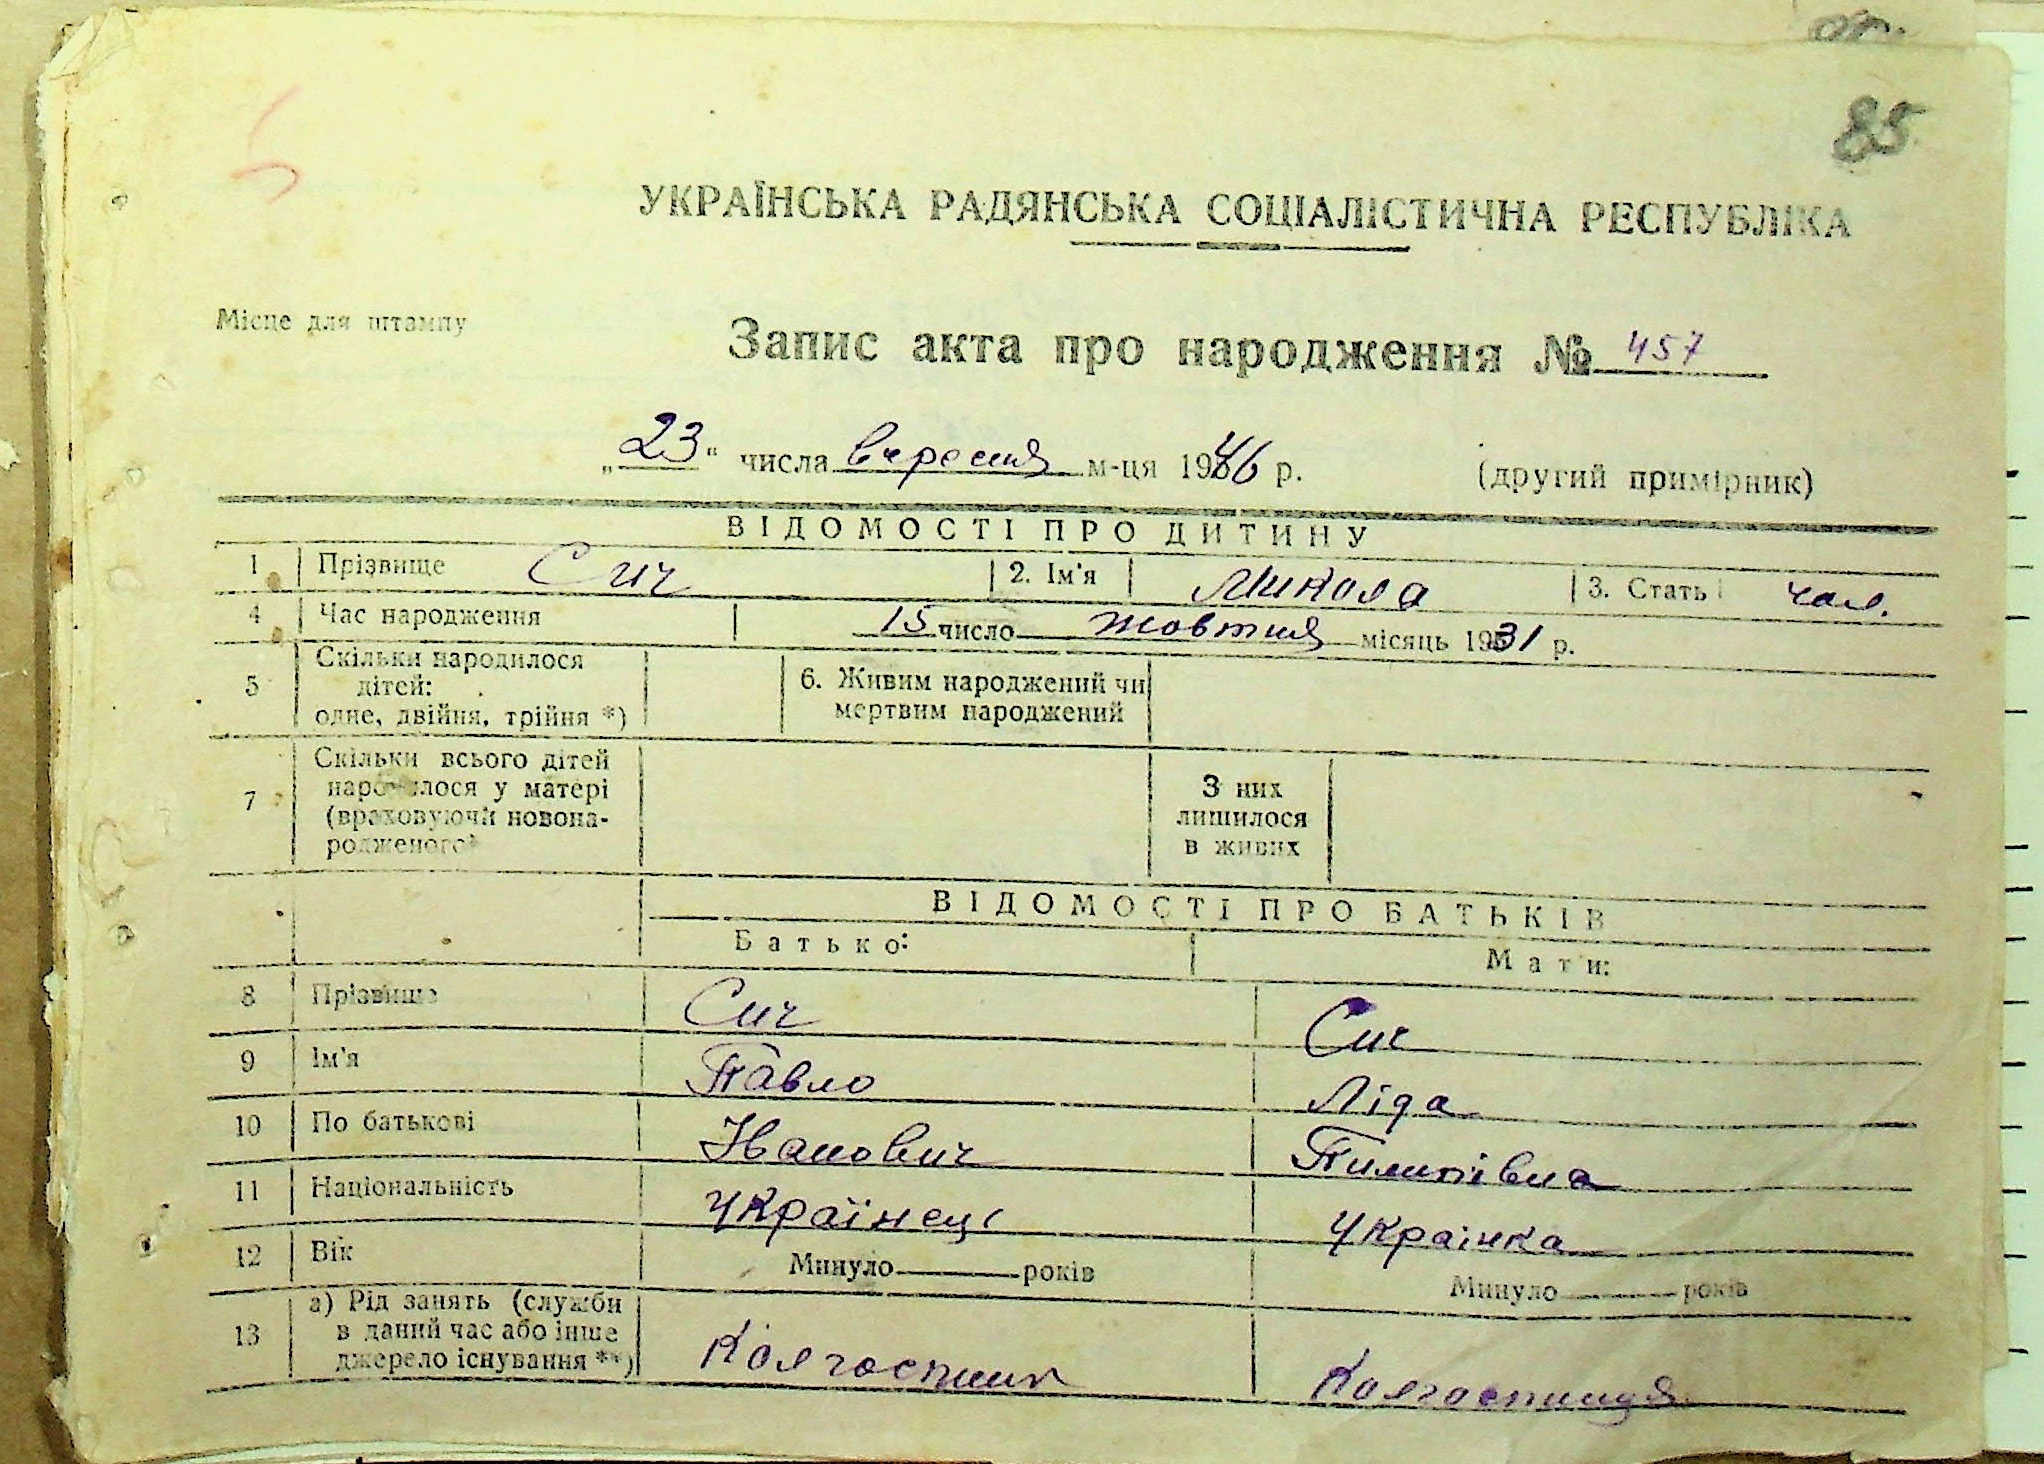 85
УКРАЇНСЬКА РАДЯНСЬКА СОЦІАЛІСТИЧНА РЕСПУБЛІКА
Місце для штампу
Запис акта про народження № 457
„23“ числа вересня м-ця 1946 р. (другий примірник)
ВІДОМОСТІ ПРО ДИТИНУ
1 Прізвище Сич 2. Ім'я Микола 3. Стать чол.
4 Час народження 15 число жовтня місяць 1931 р.
5 Скільки народилося
дітей:
одне, двійня, трійня *)
6. Живим народжений чи
мертвим народжений
7 Скільки всього дітей
народилося у матері
(враховуючи новона-
родженого)
З них
лишилося
в живих
ВІДОМОСТІ ПРО БАТЬКІВ
Батько: Мати:
8 Прізвище Сич Сич
9 Ім'я Павло Ліда
10 По батькові Іванович Пилипівна
11 Національність Українець Українка
12 Вік Минуло років Минуло років
13 а) Рід занять (служби
в даний час або інше
джерело існування **)
Колгоспник Колгоспниця